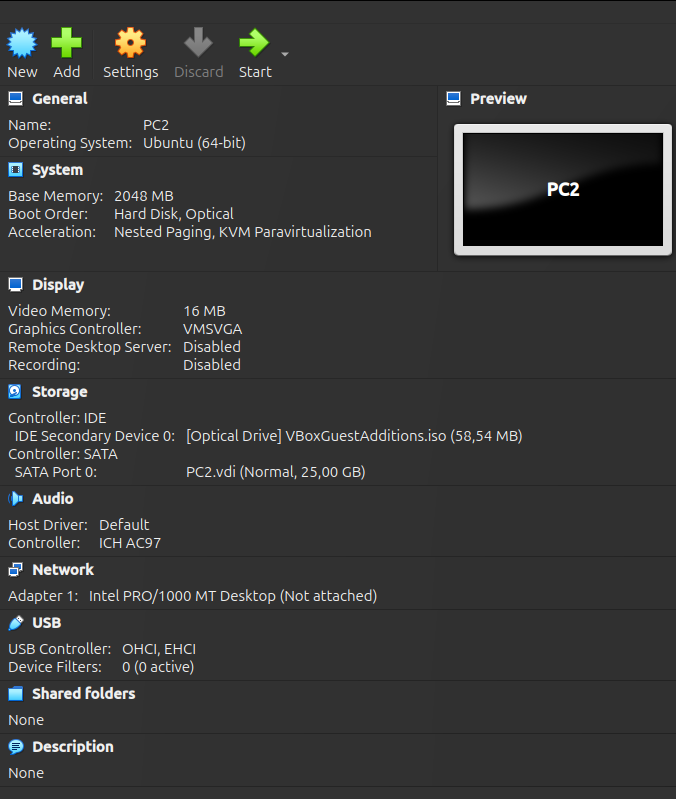 New Add Settings Discard Start
General
Name: PC2
Operating System: Ubuntu (64-bit)
Preview
PC2
System
Base Memory: 2048 MB
Boot Order: Hard Disk, Optical
Acceleration: Nested Paging, KVM Paravirtualization
Display
Video Memory: 16 MB
Graphics Controller: VMSVGA
Remote Desktop Server: Disabled
Recording: Disabled
Storage
Controller: IDE
IDE Secondary Device 0: [Optical Drive] VBoxGuestAdditions.iso (58,54 MB)
Controller: SATA
SATA Port 0: PC2.vdi (Normal, 25,00 GB)
Audio
Host Driver: Default
Controller: ICH AC97
Network
Adapter 1: Intel PRO/1000 MT Desktop (Not attached)
USB
USB Controller: OHCI, EHCI
Device Filters: 0 (0 active)
Shared folders
None
Description
None